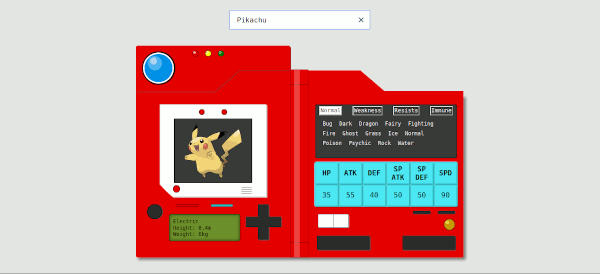 Pikachu ✕
Normal Weakness Resists Immune
Bug Dark Dragon Fairy Fighting
Fire Ghost Grass Ice Normal
Poison Psychic Rock Water
HP ATK DEF SP ATK SP DEF SPD
35 55 40 50 50 90
Electric
Height: 0.4m
Weight: 6kg